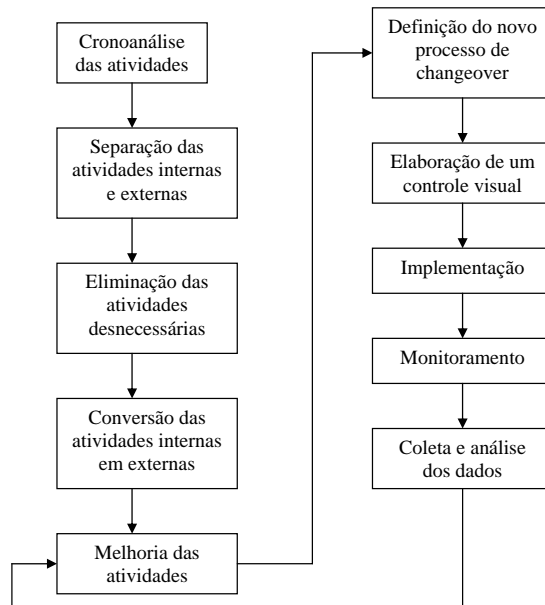 Cronoanálise
das atividades
Separação das
atividades internas
e externas
Eliminação das
atividades
desnecessárias
Conversão das
atividades internas
em externas
Melhoria das
atividades
Definição do novo
processo de
changeover
Elaboração de um
controle visual
Implementação
Monitoramento
Coleta e análise
dos dados